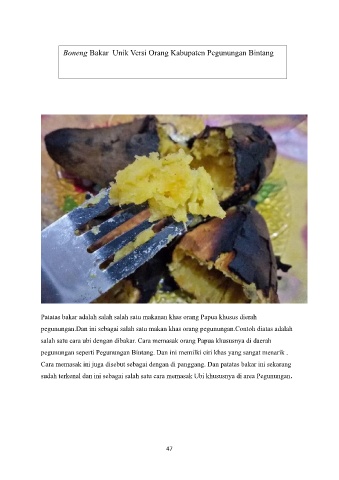 Boneng Bakar  Unik Versi Orang Kabupaten Pegunungan Bintang
Patatas bakar adalah salah salah satu makanan khas orang Papua khusus dierah
pegunungan.Dan ini sebagai salah satu makan khas orang pegunungan.Contoh diatas adalah
salah satu cara ubi dengan dibakar. Cara memasak orang Papua khususnya di daerah
pegunungan seperti Pegunungan Bintang. Dan ini memilki ciri khas yang sangat menarik .
Cara memasak ini juga disebut sebagai dengan di panggang. Dan patatas bakar ini sekarang
sudah terkenal dan ini sebagai salah satu cara memasak Ubi khususnya di area Pegunungan.
47